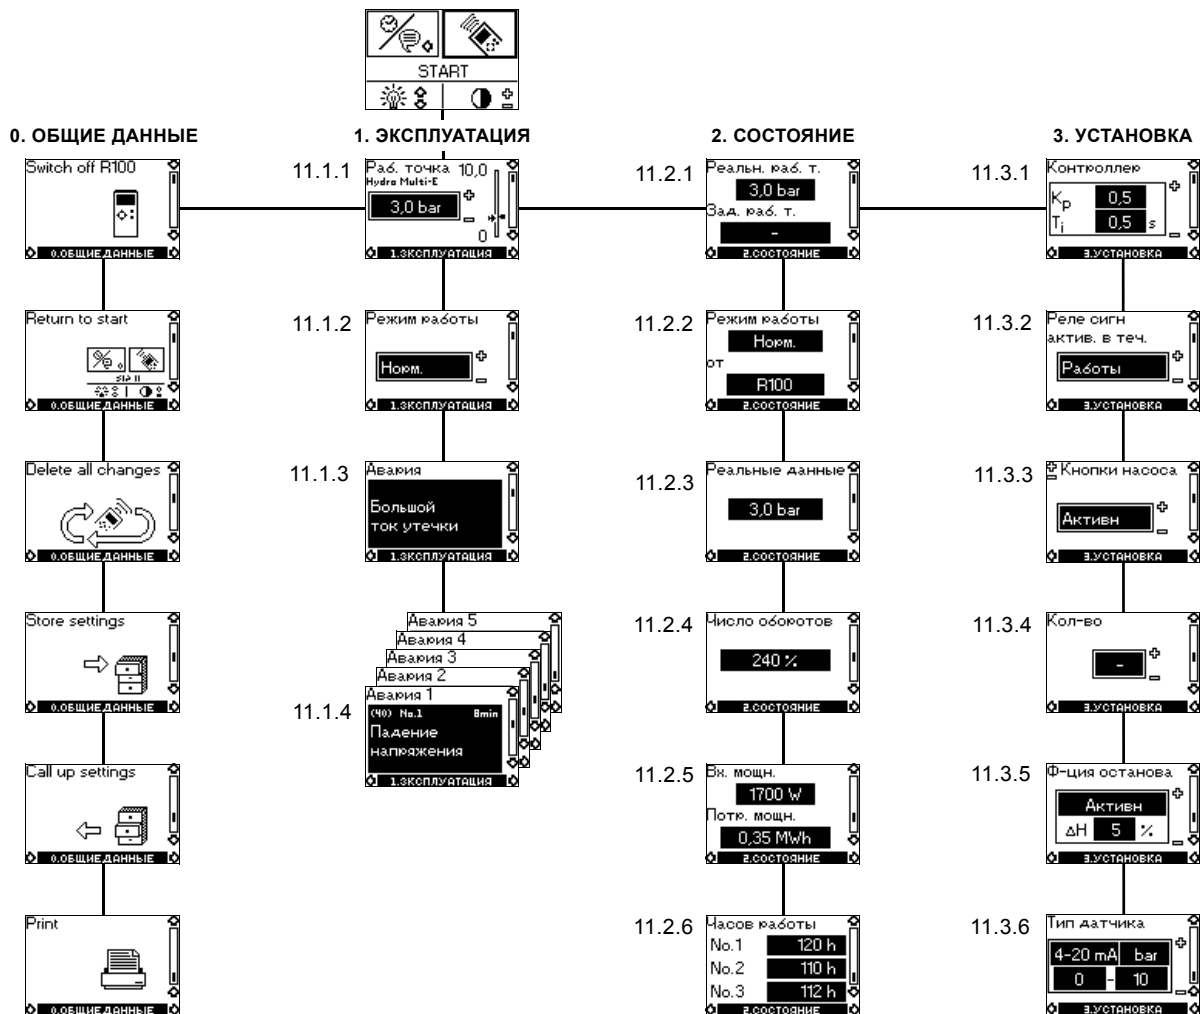 START
0. ОБЩИЕ ДАННЫЕ
Switch off R100
0.ОБЩИЕ ДАННЫЕ
Return to start
START
0.ОБЩИЕ ДАННЫЕ
Delete all changes
0.ОБЩИЕ ДАННЫЕ
Store settings
0.ОБЩИЕ ДАННЫЕ
Call up settings
0.ОБЩИЕ ДАННЫЕ
Print
0.ОБЩИЕ ДАННЫЕ
1. ЭКСПЛУАТАЦИЯ
11.1.1
Раб. точка 10,0
Hydro Multi-E
3,0 bar
0
1.ЭКСПЛУАТАЦИЯ
11.1.2
Режим работы
Норм.
1.ЭКСПЛУАТАЦИЯ
11.1.3
Авария
Большой
ток утечки
1.ЭКСПЛУАТАЦИЯ
11.1.4
Авария 5
Авария 4
Авария 3
Авария 2
Авария 1
(40) No.1 8min
Падение
напряжения
1.ЭКСПЛУАТАЦИЯ
2. СОСТОЯНИЕ
11.2.1
Реальн. раб. т.
3,0 bar
Зад. раб. т.
-
2.СОСТОЯНИЕ
11.2.2
Режим работы
Норм.
от
R100
2.СОСТОЯНИЕ
11.2.3
Реальные данные
3,0 bar
2.СОСТОЯНИЕ
11.2.4
Число оборотов
240 %
2.СОСТОЯНИЕ
11.2.5
Вх. мощн.
1700 W
Потр. мощн.
0,35 MWh
2.СОСТОЯНИЕ
11.2.6
Часов работы
No.1 120 h
No.2 110 h
No.3 112 h
2.СОСТОЯНИЕ
3. УСТАНОВКА
11.3.1
Контроллер
Kp 0,5
Ti 0,5 s
3.УСТАНОВКА
11.3.2
Реле сигн
актив. в теч.
Работы
3.УСТАНОВКА
11.3.3
Кнопки насоса
Активн
3.УСТАНОВКА
11.3.4
Кол-во
-
3.УСТАНОВКА
11.3.5
Ф-ция останова
Активн
ΔH 5 %
3.УСТАНОВКА
11.3.6
Тип датчика
4-20 mA bar
0 - 10
3.УСТАНОВКА